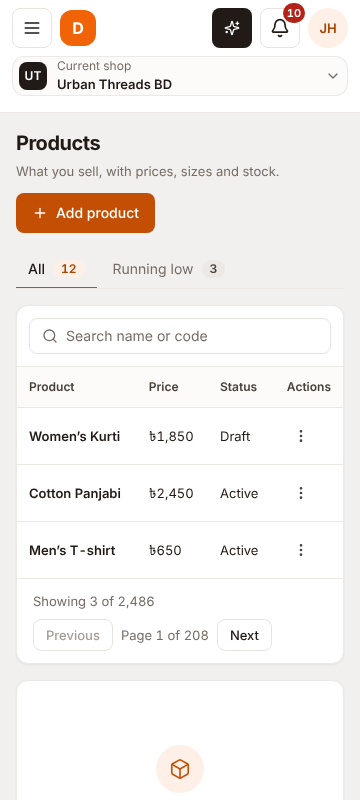 D
10
JH
UT
Current shop
Urban Threads BD
Products
What you sell, with prices, sizes and stock.
+ Add product
All 12 Running low 3
Search name or code
Product Price Status Actions
Women’s Kurti ৳1,850 Draft
Cotton Panjabi ৳2,450 Active
Men’s T-shirt ৳650 Active
Showing 3 of 2,486
Previous Page 1 of 208 Next